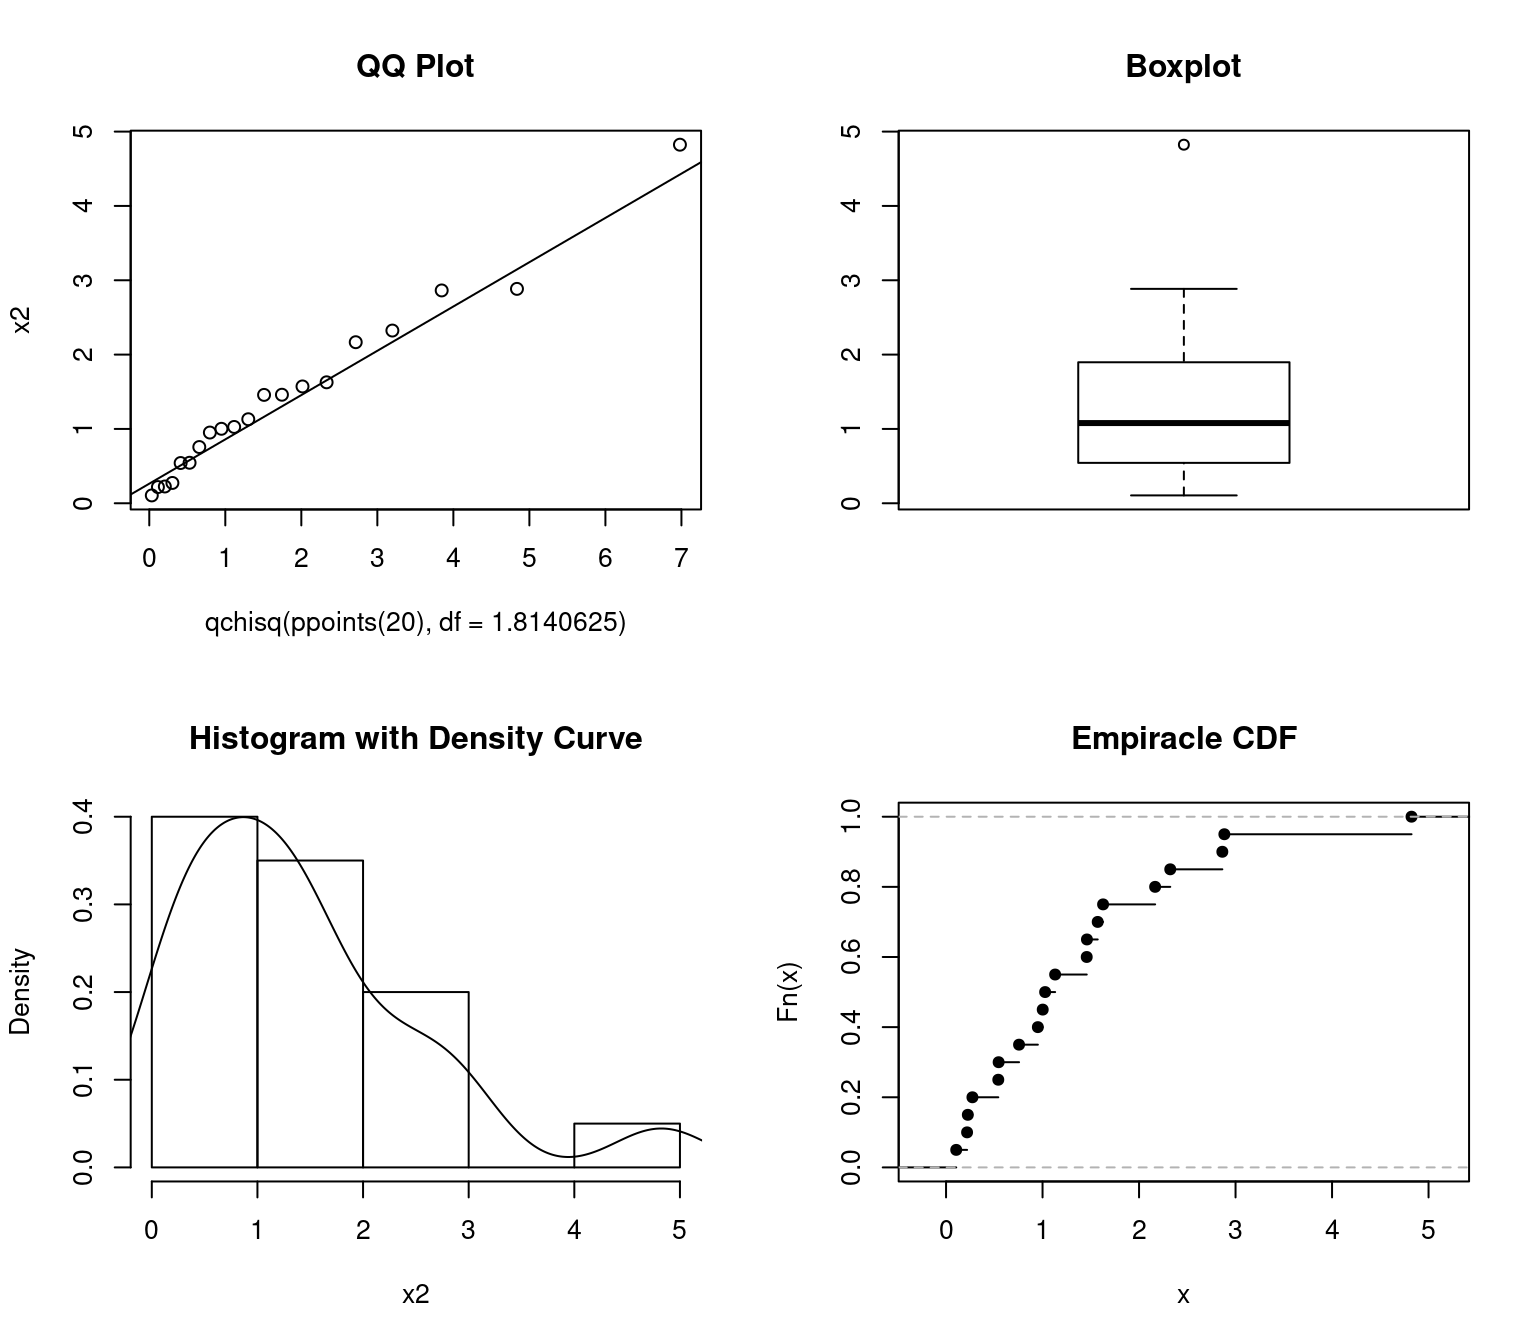 QQ Plot
5
4
3
2
1
0
x2
0 1 2 3 4 5 6 7
qchisq(ppoints(20), df = 1.8140625)
Boxplot
5
4
3
2
1
0
Histogram with Density Curve
0.4
0.3
0.2
0.1
0.0
Density
0 1 2 3 4 5
x2
Empiracle CDF
1.0
0.8
0.6
0.4
0.2
0.0
Fn(x)
0 1 2 3 4 5
x